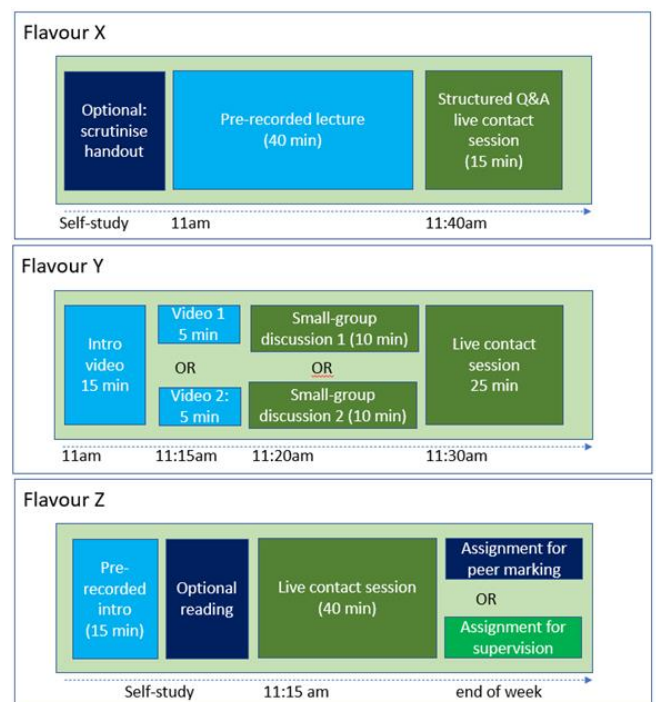 Flavour X
Optional:
scrutinise
handout
Pre-recorded lecture
(40 min)
Structured Q&A
live contact
session
(15 min)
Self-study
11am
11:40am
Flavour Y
Intro
video
15 min
Video 1
5 min
OR
Video 2:
5 min
Small-group
discussion 1 (10 min)
OR
Small-group
discussion 2 (10 min)
Live contact
session
25 min
11am
11:15am
11:20am
11:30am
Flavour Z
Pre-
recorded
intro
(15 min)
Optional
reading
Live contact session
(40 min)
Assignment for
peer marking
OR
Assignment for
supervision
Self-study
11:15 am
end of week